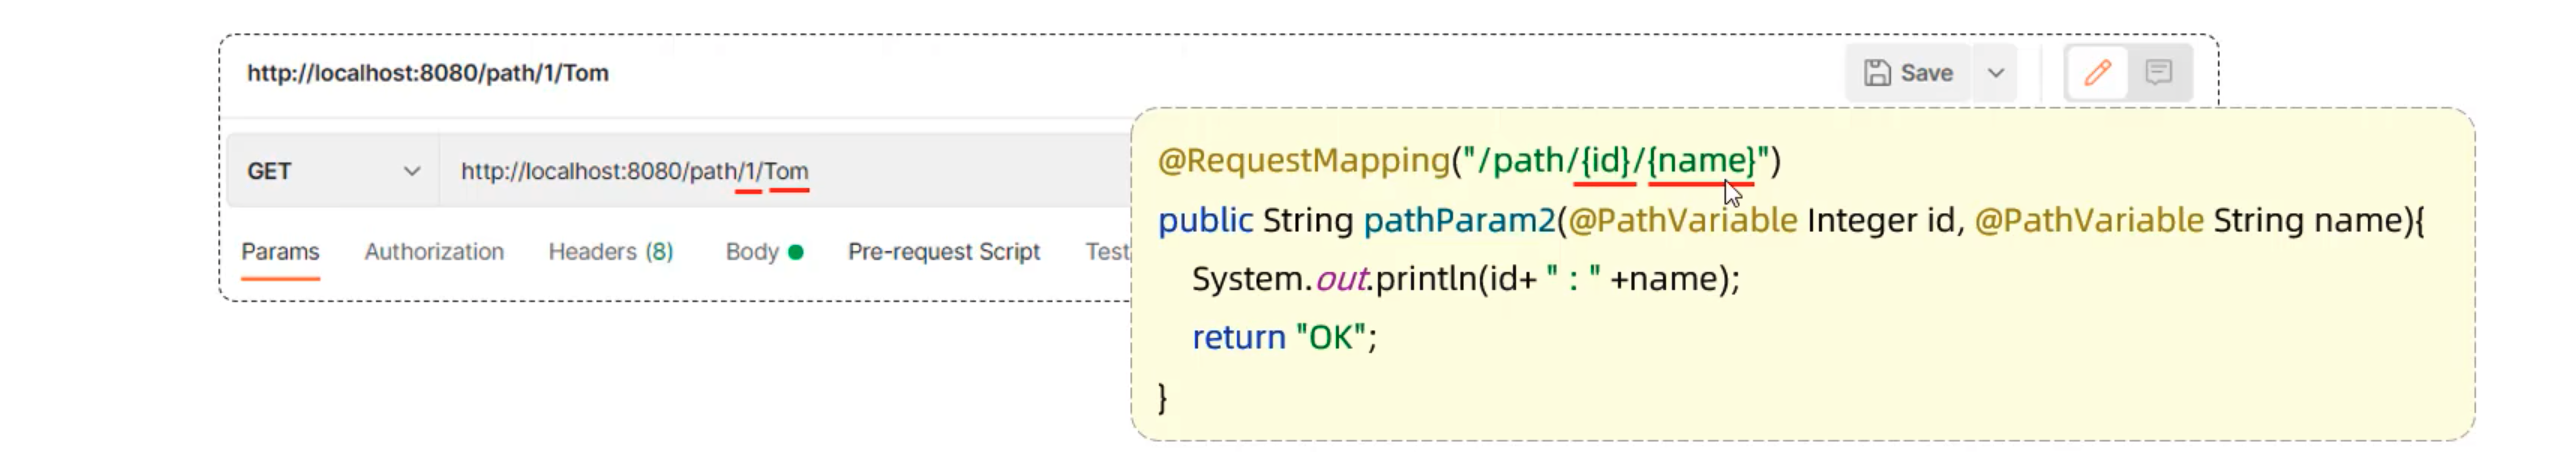 http://localhost:8080/path/1/Tom
Save
GET
http://localhost:8080/path/1/Tom
Params Authorization Headers (8) Body Pre-request Script Test
@RequestMapping("/path/{id}/{name}")
public String pathParam2(@PathVariable Integer id, @PathVariable String name){
System.out.println(id+ " : " +name);
return "OK";
}